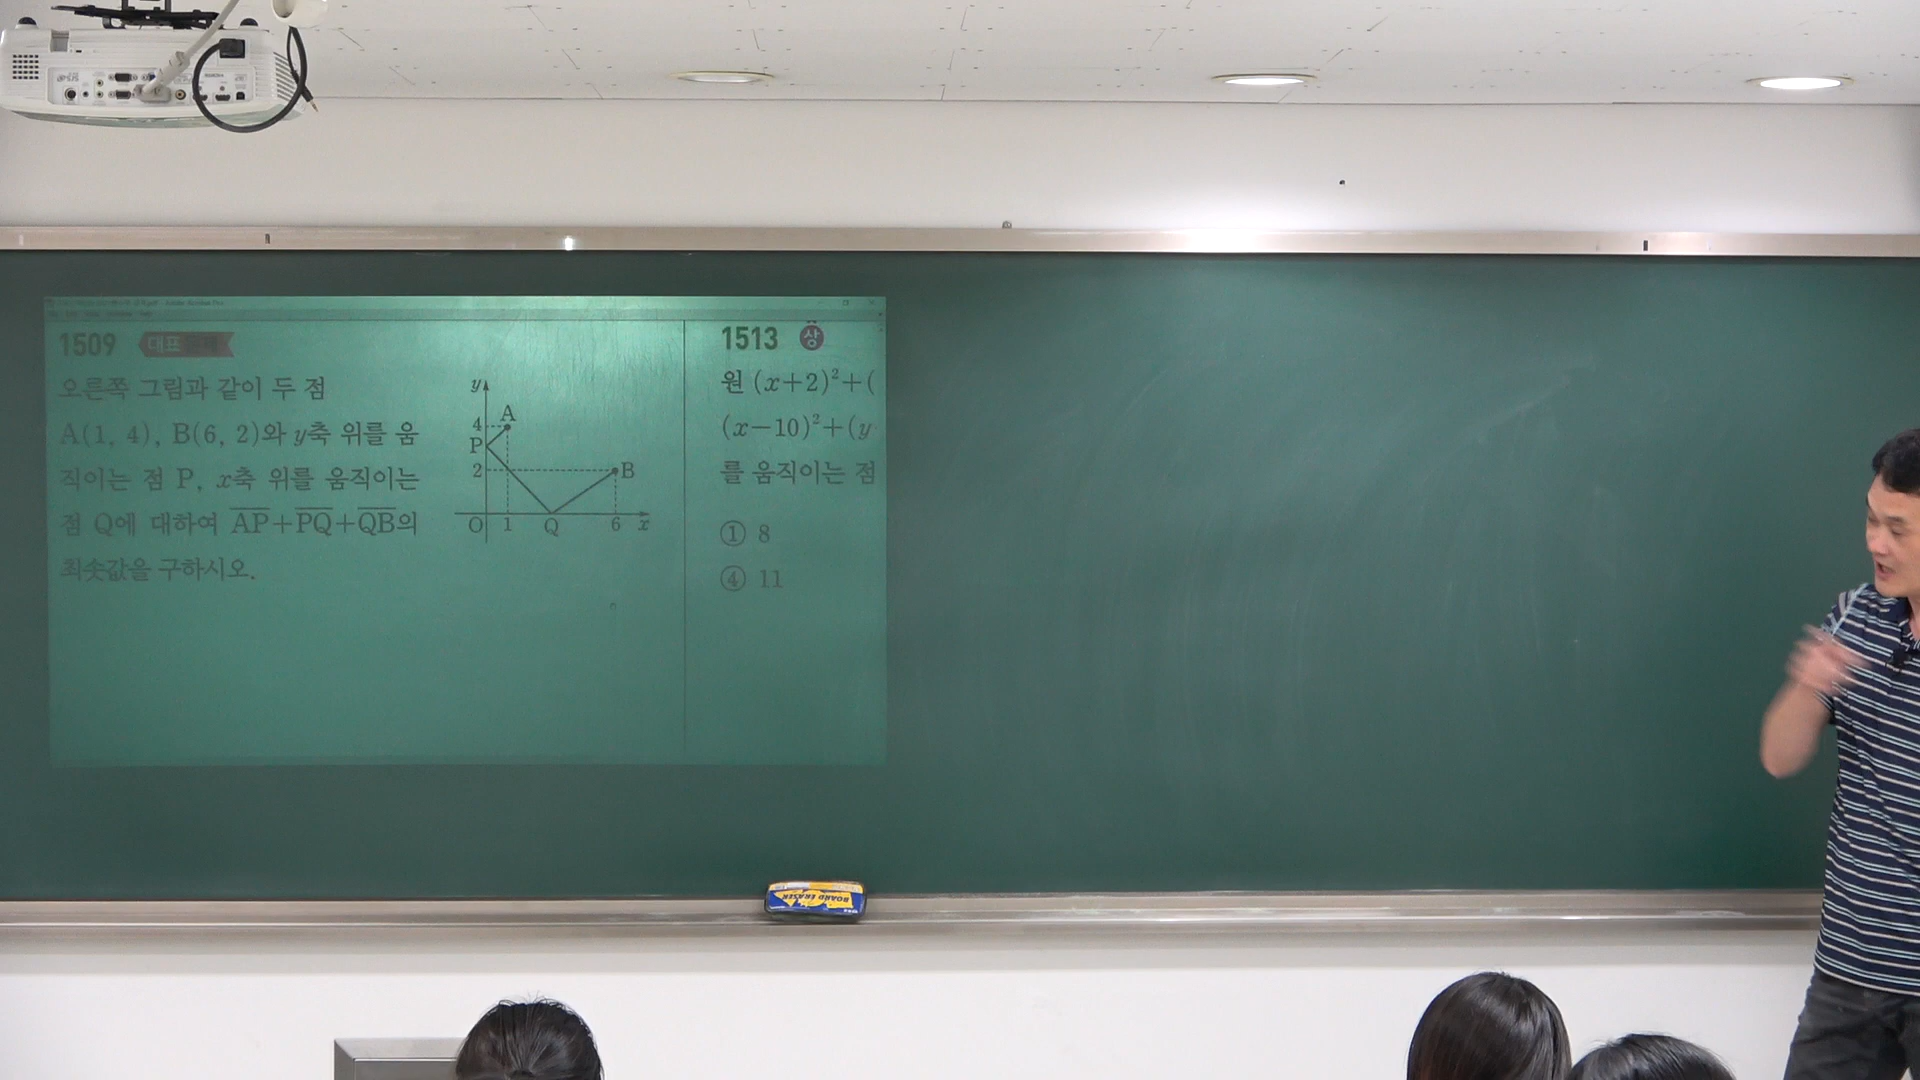 1509 대표
오른쪽 그림과 같이 두 점
A(1, 4), B(6, 2)와 y축 위를 움
직이는 점 P, x축 위를 움직이는
점 Q에 대하여 AP+PQ+QB의
최솟값을 구하시오.
y
4 A
P
2 B
O 1 Q 6 x
1513 상
원 (x+2)²+(
(x−10)²+(y
를 움직이는 점
① 8
④ 11
BOARD ERASER